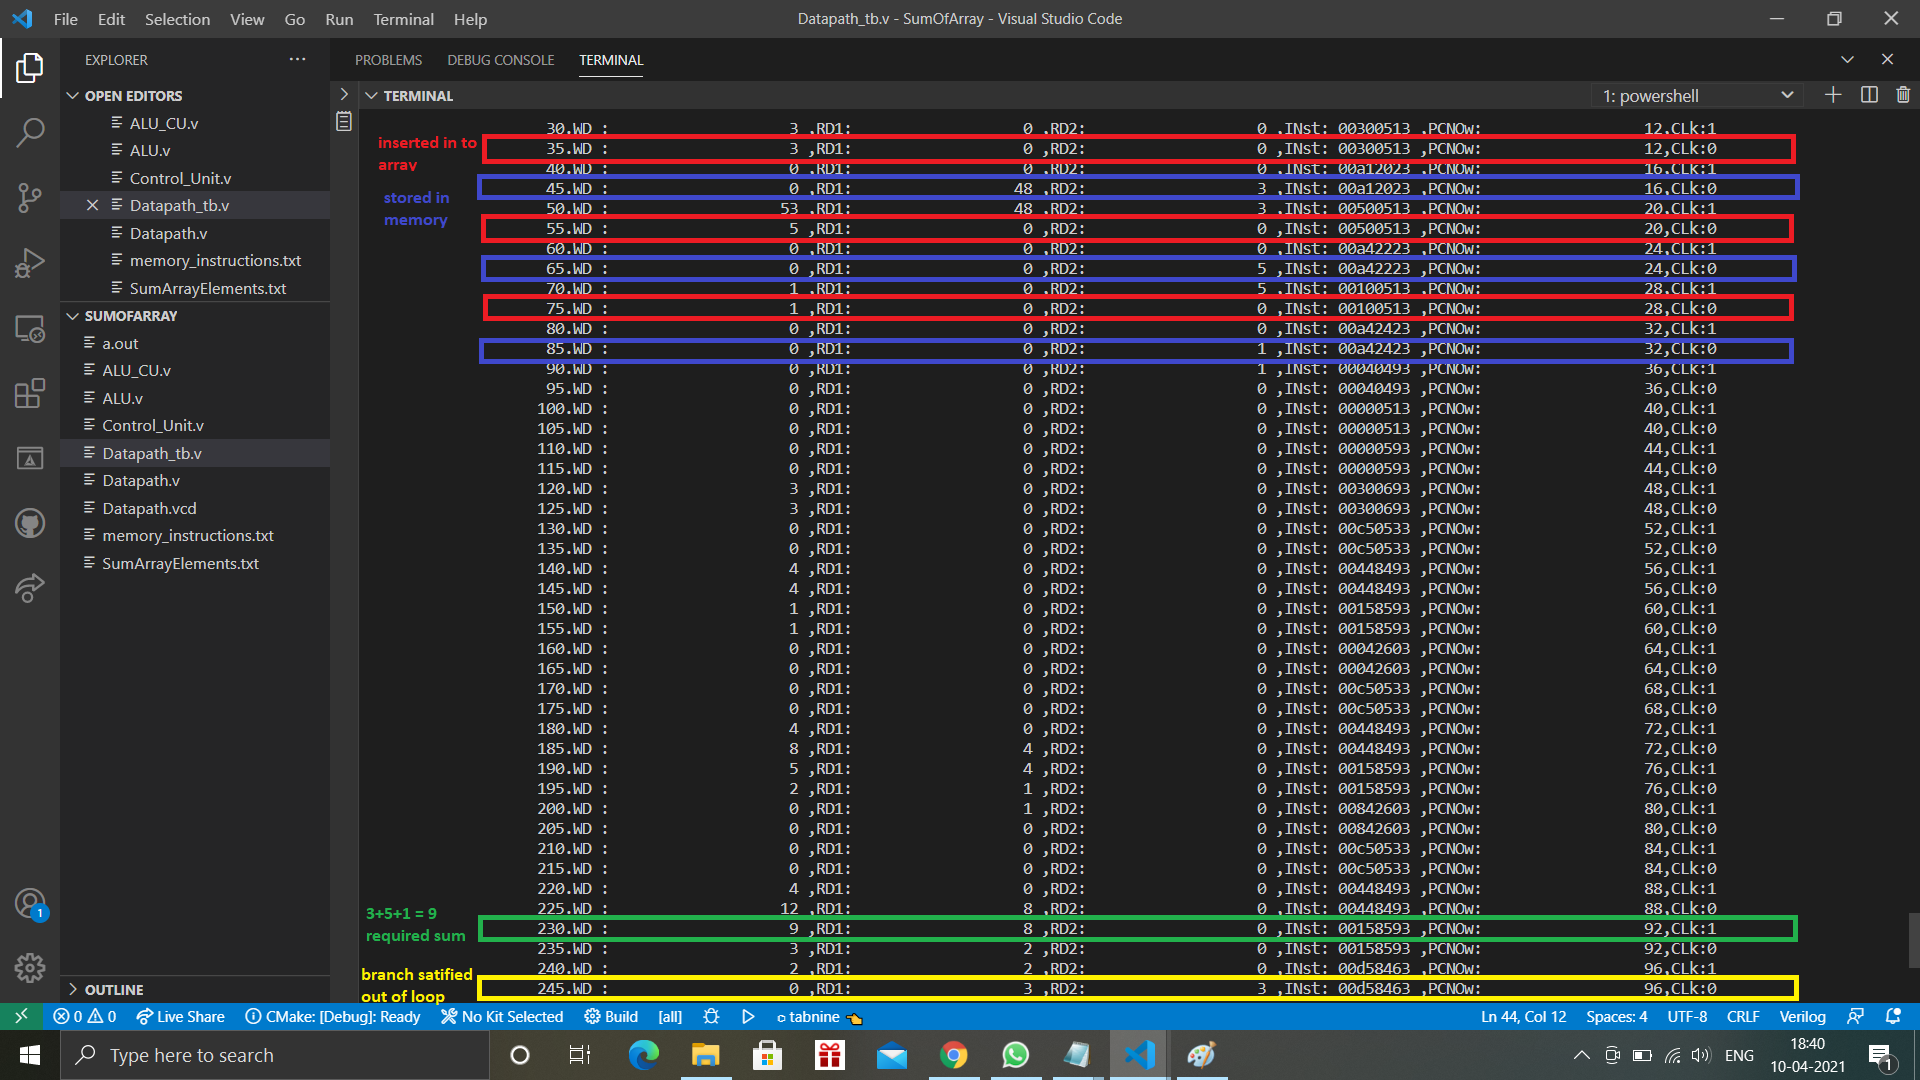 File Edit Selection View Go Run Terminal Help
Datapath_tb.v - SumOfArray - Visual Studio Code
EXPLORER ...
PROBLEMS DEBUG CONSOLE TERMINAL
OPEN EDITORS
ALU_CU.v
ALU.v
Control_Unit.v
Datapath_tb.v
Datapath.v
memory_instructions.txt
SumArrayElements.txt
SUMOFARRAY
a.out
ALU_CU.v
ALU.v
Control_Unit.v
Datapath_tb.v
Datapath.v
Datapath.vcd
memory_instructions.txt
SumArrayElements.txt
OUTLINE
TERMINAL
1: powershell
inserted in to
array
stored in
memory
3+5+1 = 9
required sum
branch satified
out of loop
30.WD : 3 ,RD1: 0 ,RD2: 0 ,INst: 00300513 ,PCNOw: 12,CLk:1
35.WD : 3 ,RD1: 0 ,RD2: 0 ,INst: 00300513 ,PCNOw: 12,CLk:0
40.WD : 0 ,RD1: 0 ,RD2: 0 ,INst: 00a12023 ,PCNOw: 16,CLk:1
45.WD : 0 ,RD1: 48 ,RD2: 3 ,INst: 00a12023 ,PCNOw: 16,CLk:0
50.WD : 53 ,RD1: 48 ,RD2: 3 ,INst: 00500513 ,PCNOw: 20,CLk:1
55.WD : 5 ,RD1: 0 ,RD2: 0 ,INst: 00500513 ,PCNOw: 20,CLk:0
60.WD : 0 ,RD1: 0 ,RD2: 0 ,INst: 00a42223 ,PCNOw: 24,CLk:1
65.WD : 0 ,RD1: 0 ,RD2: 5 ,INst: 00a42223 ,PCNOw: 24,CLk:0
70.WD : 1 ,RD1: 0 ,RD2: 5 ,INst: 00100513 ,PCNOw: 28,CLk:1
75.WD : 1 ,RD1: 0 ,RD2: 0 ,INst: 00100513 ,PCNOw: 28,CLk:0
80.WD : 0 ,RD1: 0 ,RD2: 0 ,INst: 00a42423 ,PCNOw: 32,CLk:1
85.WD : 0 ,RD1: 0 ,RD2: 1 ,INst: 00a42423 ,PCNOw: 32,CLk:0
90.WD : 0 ,RD1: 0 ,RD2: 1 ,INst: 00040493 ,PCNOw: 36,CLk:1
95.WD : 0 ,RD1: 0 ,RD2: 0 ,INst: 00040493 ,PCNOw: 36,CLk:0
100.WD : 0 ,RD1: 0 ,RD2: 0 ,INst: 00000513 ,PCNOw: 40,CLk:1
105.WD : 0 ,RD1: 0 ,RD2: 0 ,INst: 00000513 ,PCNOw: 40,CLk:0
110.WD : 0 ,RD1: 0 ,RD2: 0 ,INst: 00000593 ,PCNOw: 44,CLk:1
115.WD : 0 ,RD1: 0 ,RD2: 0 ,INst: 00000593 ,PCNOw: 44,CLk:0
120.WD : 3 ,RD1: 0 ,RD2: 0 ,INst: 00300693 ,PCNOw: 48,CLk:1
125.WD : 3 ,RD1: 0 ,RD2: 0 ,INst: 00300693 ,PCNOw: 48,CLk:0
130.WD : 0 ,RD1: 0 ,RD2: 0 ,INst: 00c50533 ,PCNOw: 52,CLk:1
135.WD : 0 ,RD1: 0 ,RD2: 0 ,INst: 00c50533 ,PCNOw: 52,CLk:0
140.WD : 4 ,RD1: 0 ,RD2: 0 ,INst: 00448493 ,PCNOw: 56,CLk:1
145.WD : 4 ,RD1: 0 ,RD2: 0 ,INst: 00448493 ,PCNOw: 56,CLk:0
150.WD : 1 ,RD1: 0 ,RD2: 0 ,INst: 00158593 ,PCNOw: 60,CLk:1
155.WD : 1 ,RD1: 0 ,RD2: 0 ,INst: 00158593 ,PCNOw: 60,CLk:0
160.WD : 0 ,RD1: 0 ,RD2: 0 ,INst: 00042603 ,PCNOw: 64,CLk:1
165.WD : 0 ,RD1: 0 ,RD2: 0 ,INst: 00042603 ,PCNOw: 64,CLk:0
170.WD : 0 ,RD1: 0 ,RD2: 0 ,INst: 00c50533 ,PCNOw: 68,CLk:1
175.WD : 0 ,RD1: 0 ,RD2: 0 ,INst: 00c50533 ,PCNOw: 68,CLk:0
180.WD : 4 ,RD1: 0 ,RD2: 0 ,INst: 00448493 ,PCNOw: 72,CLk:1
185.WD : 8 ,RD1: 4 ,RD2: 0 ,INst: 00448493 ,PCNOw: 72,CLk:0
190.WD : 5 ,RD1: 4 ,RD2: 0 ,INst: 00158593 ,PCNOw: 76,CLk:1
195.WD : 2 ,RD1: 1 ,RD2: 0 ,INst: 00158593 ,PCNOw: 76,CLk:0
200.WD : 0 ,RD1: 1 ,RD2: 0 ,INst: 00842603 ,PCNOw: 80,CLk:1
205.WD : 0 ,RD1: 0 ,RD2: 0 ,INst: 00842603 ,PCNOw: 80,CLk:0
210.WD : 0 ,RD1: 0 ,RD2: 0 ,INst: 00c50533 ,PCNOw: 84,CLk:1
215.WD : 0 ,RD1: 0 ,RD2: 0 ,INst: 00c50533 ,PCNOw: 84,CLk:0
220.WD : 4 ,RD1: 0 ,RD2: 0 ,INst: 00448493 ,PCNOw: 88,CLk:1
225.WD : 12 ,RD1: 8 ,RD2: 0 ,INst: 00448493 ,PCNOw: 88,CLk:0
230.WD : 9 ,RD1: 8 ,RD2: 0 ,INst: 00158593 ,PCNOw: 92,CLk:1
235.WD : 3 ,RD1: 2 ,RD2: 0 ,INst: 00158593 ,PCNOw: 92,CLk:0
240.WD : 2 ,RD1: 2 ,RD2: 0 ,INst: 00d58463 ,PCNOw: 96,CLk:1
245.WD : 0 ,RD1: 3 ,RD2: 3 ,INst: 00d58463 ,PCNOw: 96,CLk:0
1
0 0 Live Share CMake: [Debug]: Ready No Kit Selected Build [all] tabnine Ln 44, Col 12 Spaces: 4 UTF-8 CRLF Verilog
Type here to search
ENG
18:40
10-04-2021
1